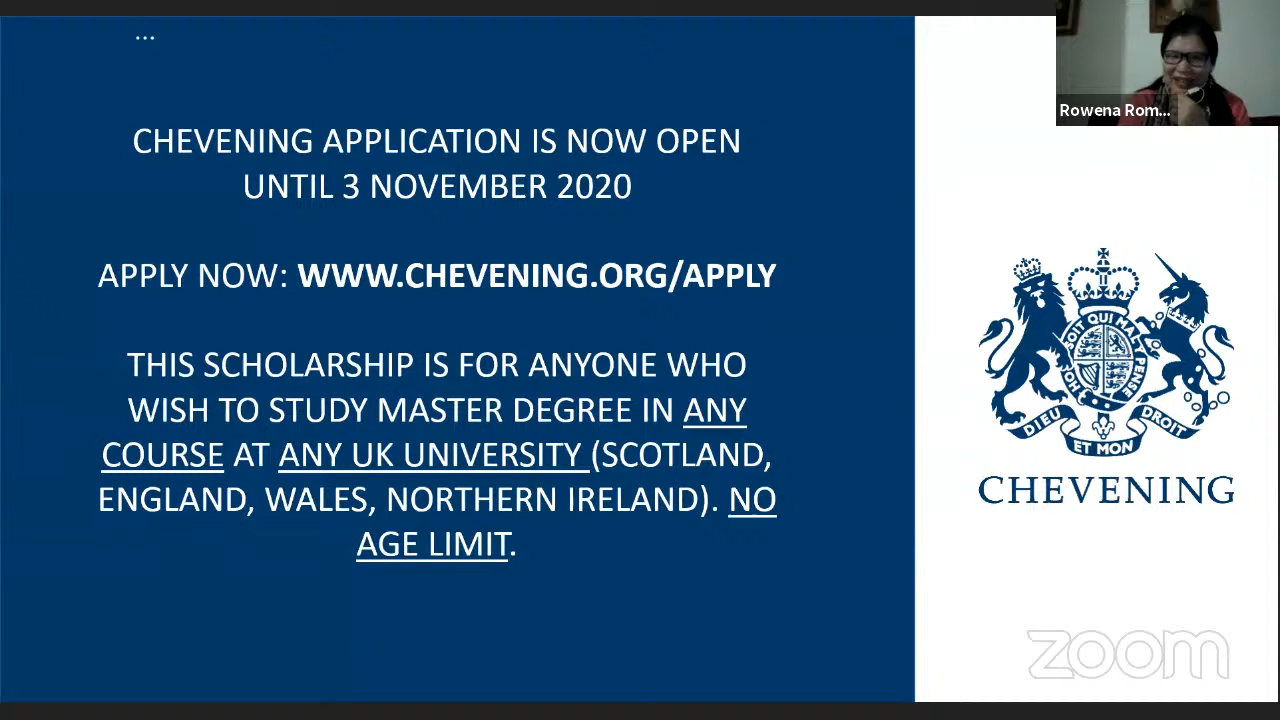 ...
CHEVENING APPLICATION IS NOW OPEN
UNTIL 3 NOVEMBER 2020
APPLY NOW: WWW.CHEVENING.ORG/APPLY
THIS SCHOLARSHIP IS FOR ANYONE WHO
WISH TO STUDY MASTER DEGREE IN ANY
COURSE AT ANY UK UNIVERSITY (SCOTLAND,
ENGLAND, WALES, NORTHERN IRELAND). NO
AGE LIMIT.
Rowena Rom...
SOIT QUI MAL Y PENSE
HO
DIEU ET MON DROIT
CHEVENING
zoom